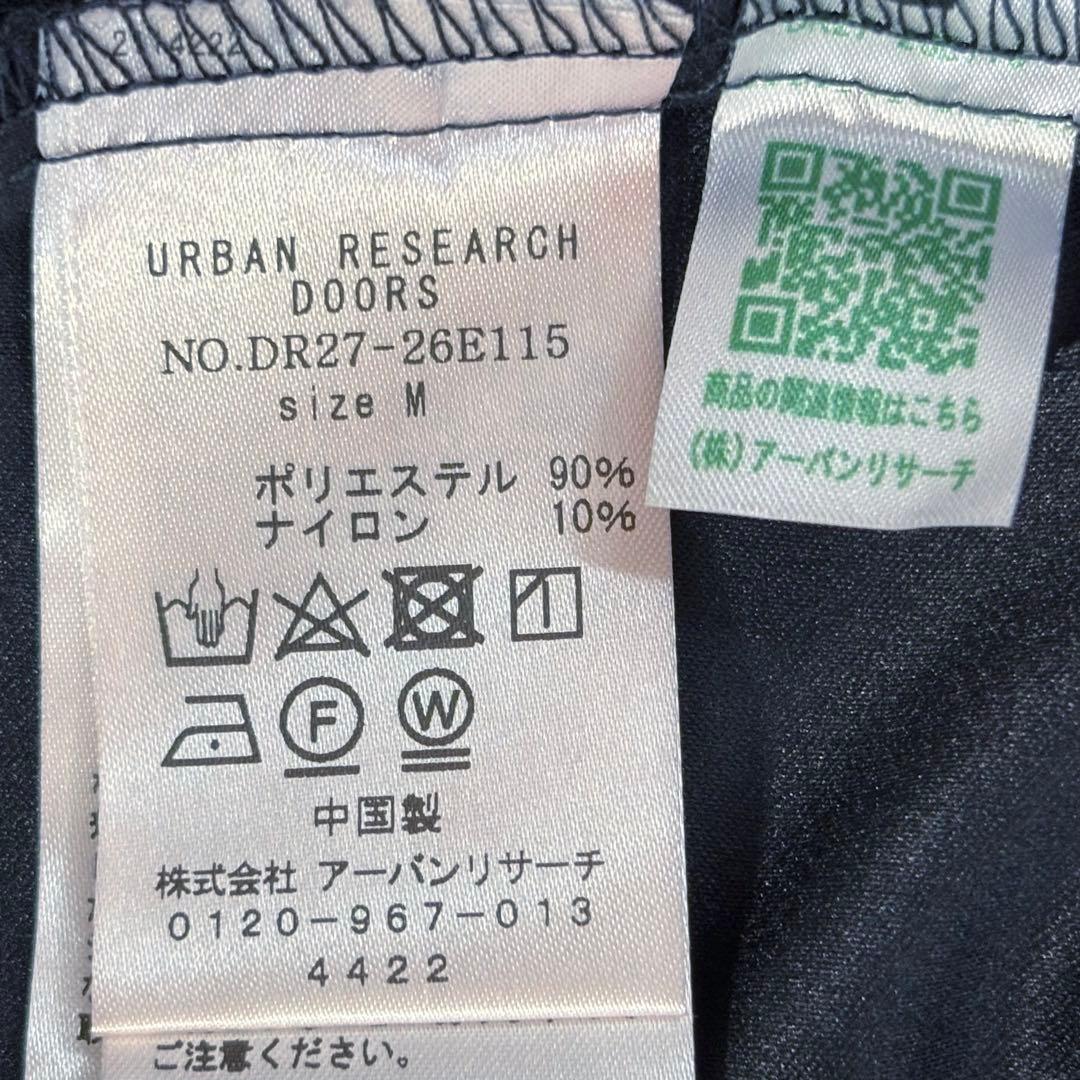 URBAN RESEARCH
DOORS
NO.DR27-26E115
size M
ポリエステル 90%
ナイロン 10%
F
W
中国製
株式会社 アーバンリサーチ
0120-967-013
4422
ご注意ください。
商品の関連情報はこちら
(株)アーバンリサーチ